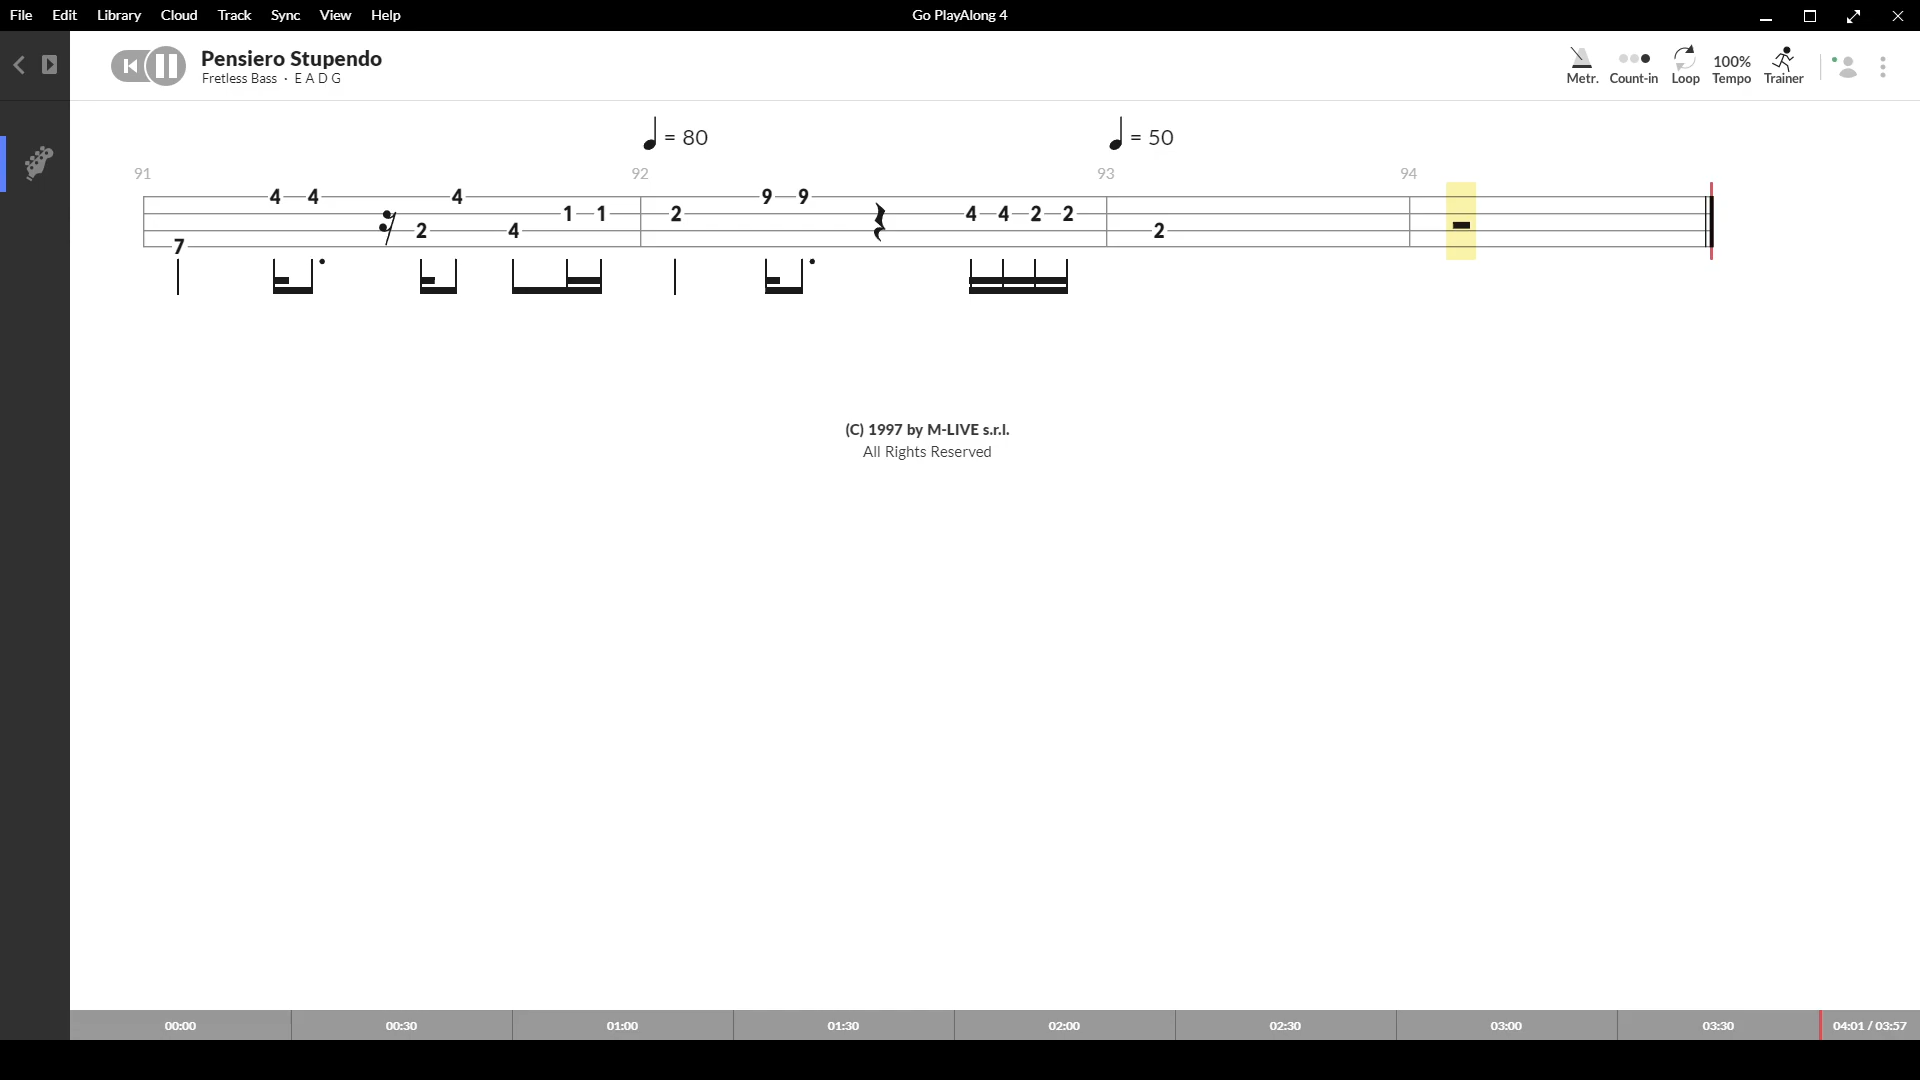 File Edit Library Cloud Track Sync View Help Go PlayAlong 4
Pensiero Stupendo
Fretless Bass · E A D G
Metr. Count-in Loop 100% Tempo Trainer
= 80 = 50
91 92 93 94
4 4 4 9 9
1 1 2 4 4 2 2
2 4 2
7
(C) 1997 by M-LIVE s.r.l.
All Rights Reserved
00:00 00:30 01:00 01:30 02:00 02:30 03:00 03:30 04:01 / 03:57